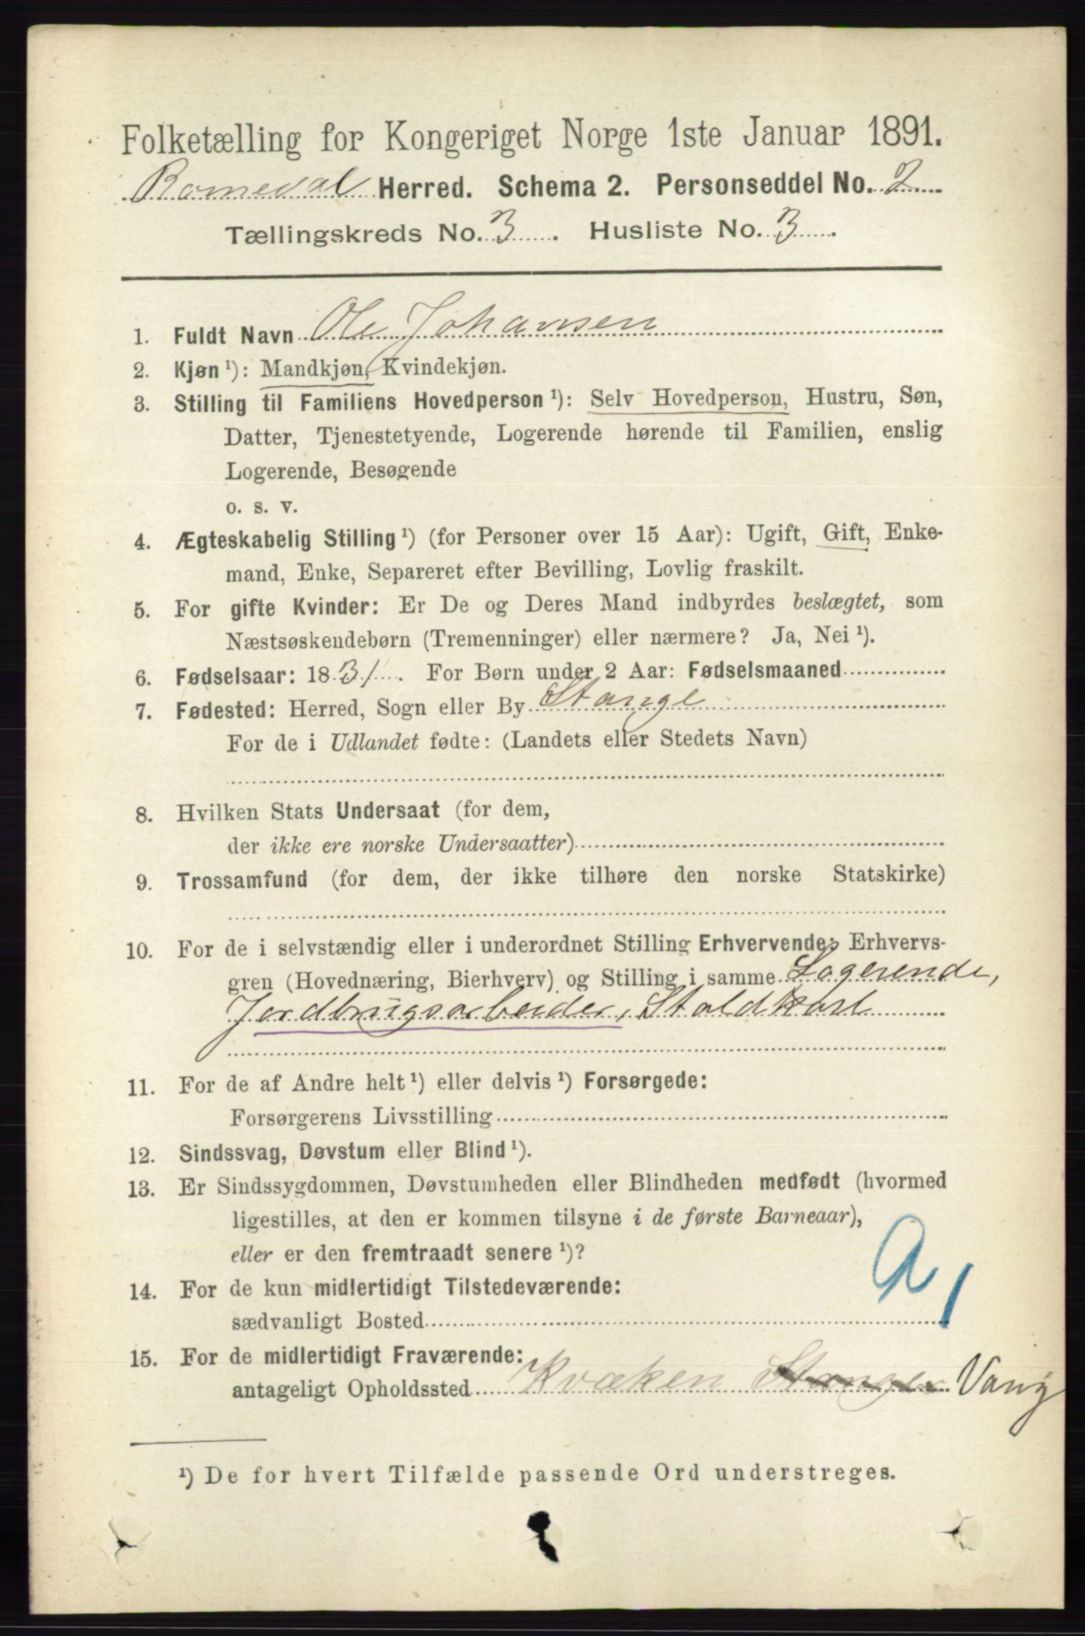 Folketælling for Kongeriget Norge 1ste Januar 1891.
Romedal Herred. Schema 2. Personseddel No. 2
Tællingskreds No. 3. Husliste No. 3.
1. Fuldt Navn Ole Johansen
2. Kjøn ¹): Mandkjøn, Kvindekjøn.
3. Stilling til Familiens Hovedperson ¹): Selv Hovedperson, Hustru, Søn,
Datter, Tjenestetyende, Logerende hørende til Familien, enslig
Logerende, Besøgende
o. s. v.
4. Ægteskabelig Stilling ¹) (for Personer over 15 Aar): Ugift, Gift, Enke-
mand, Enke, Separeret efter Bevilling, Lovlig fraskilt.
5. For gifte Kvinder: Er De og Deres Mand indbyrdes beslægtet, som
Næstsøskendebørn (Tremenninger) eller nærmere? Ja, Nei ¹).
6. Fødselsaar: 1831. For Børn under 2 Aar: Fødselsmaaned
7. Fødested: Herred, Sogn eller By Stange
For de i Udlandet fødte: (Landets eller Stedets Navn)
8. Hvilken Stats Undersaat (for dem,
der ikke ere norske Undersaatter)
9. Trossamfund (for dem, der ikke tilhøre den norske Statskirke)
10. For de i selvstændig eller i underordnet Stilling Erhvervende: Erhvervs-
gren (Hovednæring, Bierhverv) og Stilling i samme Logerende,
Jordbrugsarbeider, Staldkarl
11. For de af Andre helt ¹) eller delvis ¹) Forsørgede:
Forsørgerens Livsstilling
12. Sindssvag, Døvstum eller Blind ¹).
13. Er Sindssygdommen, Døvstumheden eller Blindheden medfødt (hvormed
ligestilles, at den er kommen tilsyne i de første Barneaar),
eller er den fremtraadt senere ¹)?
14. For de kun midlertidigt Tilstedeværende:
sædvanligt Bosted
15. For de midlertidigt Fraværende:
antageligt Opholdssted Kvæken Stange Vang
¹) De for hvert Tilfælde passende Ord understreges.